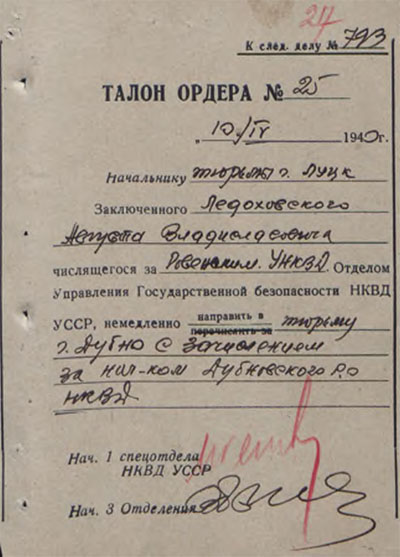 24
К след. делу № 793
ТАЛОН ОРДЕРА № 25
„ 10/IV 1940г.
Начальнику тюрьмы г. Луцк
Заключенного Ледоховского
Августа Владиславовича
числящегося за Ровенским УНКВД Отделом
Управления Государственной безопасности НКВД
УССР, немедленно направить в перечислить за тюрьму
г. Дубно с зачислением
за нач-ком Дубновского Р.О
НКВД
Нач. 1 спецотдела
НКВД УССР
Нач. 3 Отделения